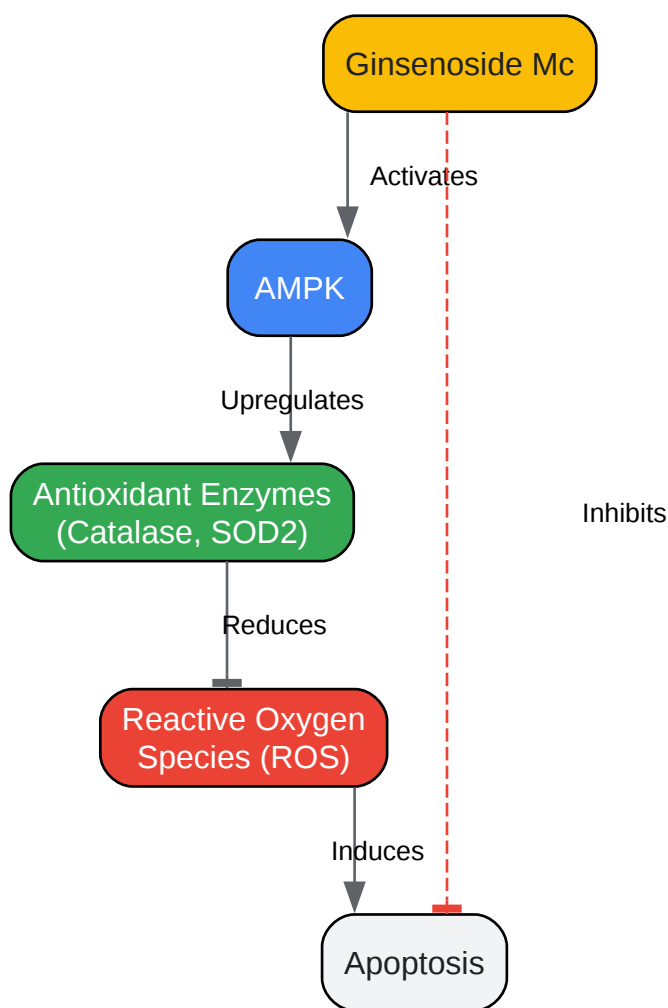 Ginsenoside Mc
Activates
AMPK
Upregulates
Antioxidant Enzymes
(Catalase, SOD2)
Inhibits
Reduces
Reactive Oxygen
Species (ROS)
Induces
Apoptosis